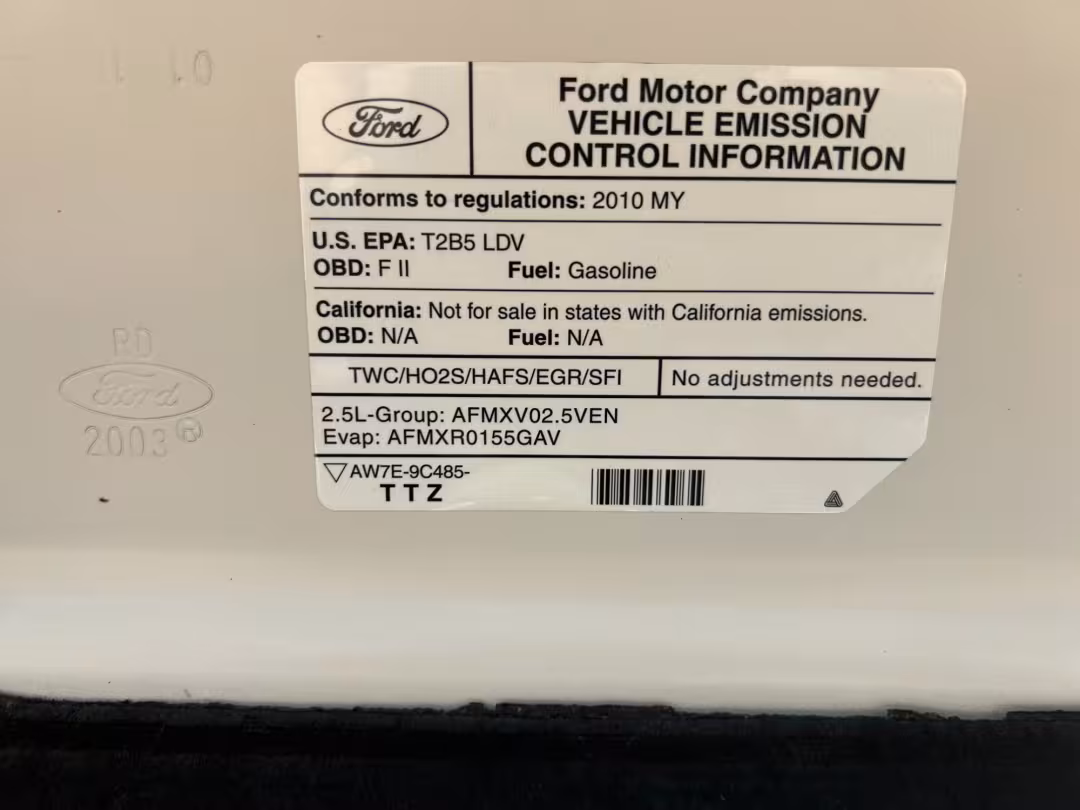 Ford
Ford Motor Company
VEHICLE EMISSION
CONTROL INFORMATION
Conforms to regulations: 2010 MY
U.S. EPA: T2B5 LDV
OBD: F II Fuel: Gasoline
California: Not for sale in states with California emissions.
OBD: N/A Fuel: N/A
TWC/HO2S/HAFS/EGR/SFI No adjustments needed.
2.5L-Group: AFMXV02.5VEN
Evap: AFMXR0155GAV
AW7E-9C485-
TTZ
RD
Ford
2003 ®